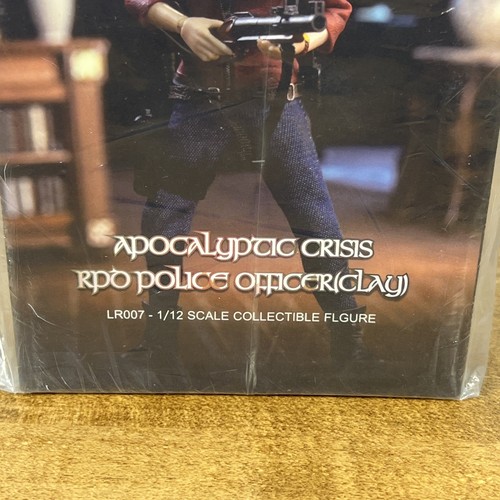 APOCALYPTIC CRISIS
RPD POLICE OFFICER(CLAY)
LR007 - 1/12 SCALE COLLECTIBLE FLGURE